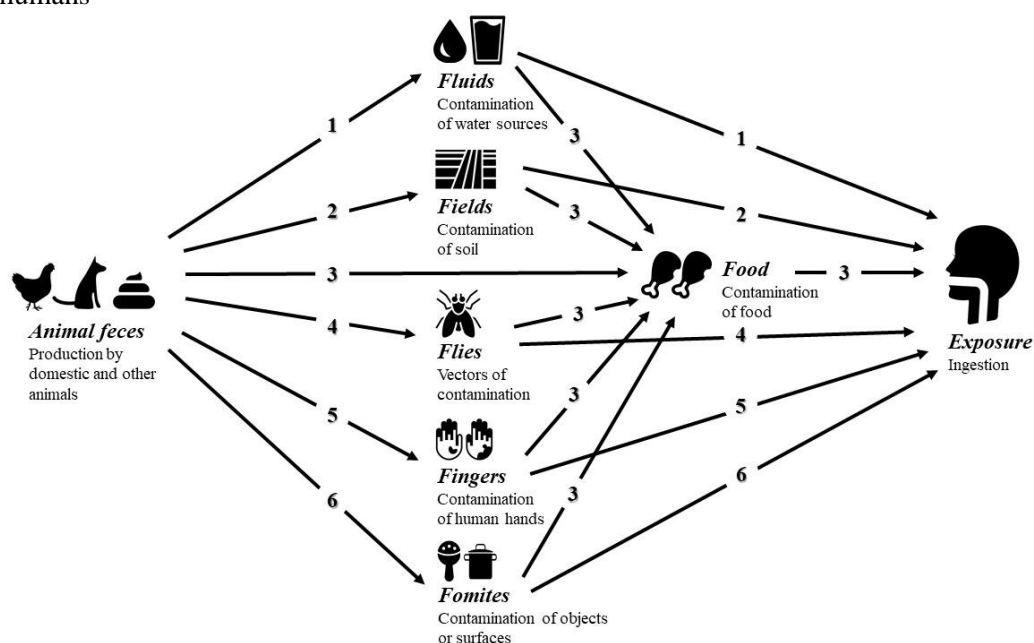 humans
Fluids
Contamination
of water sources
1
3
1
Fields
Contamination
of soil
2
3
2
Animal feces
Production by
domestic and other
animals
3
Food
Contamination
of food
3
Exposure
Ingestion
4
Flies
Vectors of
contamination
3
4
5
Fingers
Contamination
of human hands
3
5
6
Fomites
Contamination of objects
or surfaces
3
6